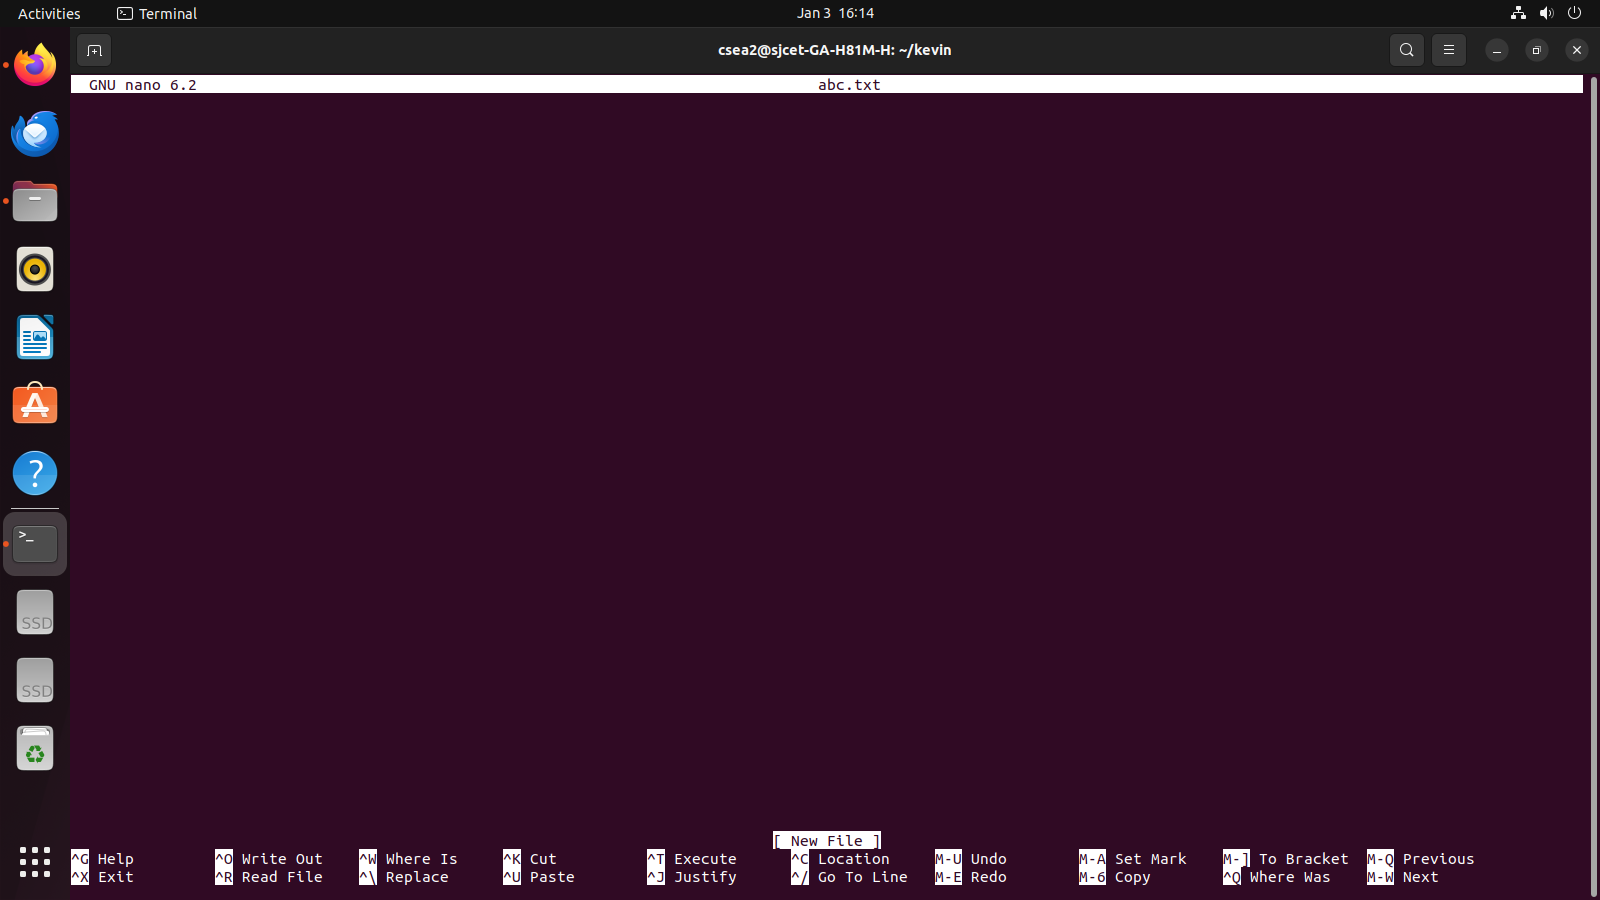 Activities Terminal Jan 3 16:14
csea2@sjcet-GA-H81M-H: ~/kevin
GNU nano 6.2 abc.txt
>_
SSD
SSD
[ New File ]
^G Help ^O Write Out ^W Where Is ^K Cut ^T Execute ^C Location M-U Undo M-A Set Mark M-] To Bracket M-Q Previous
^X Exit ^R Read File ^\ Replace ^U Paste ^J Justify ^/ Go To Line M-E Redo M-6 Copy ^Q Where Was M-W Next